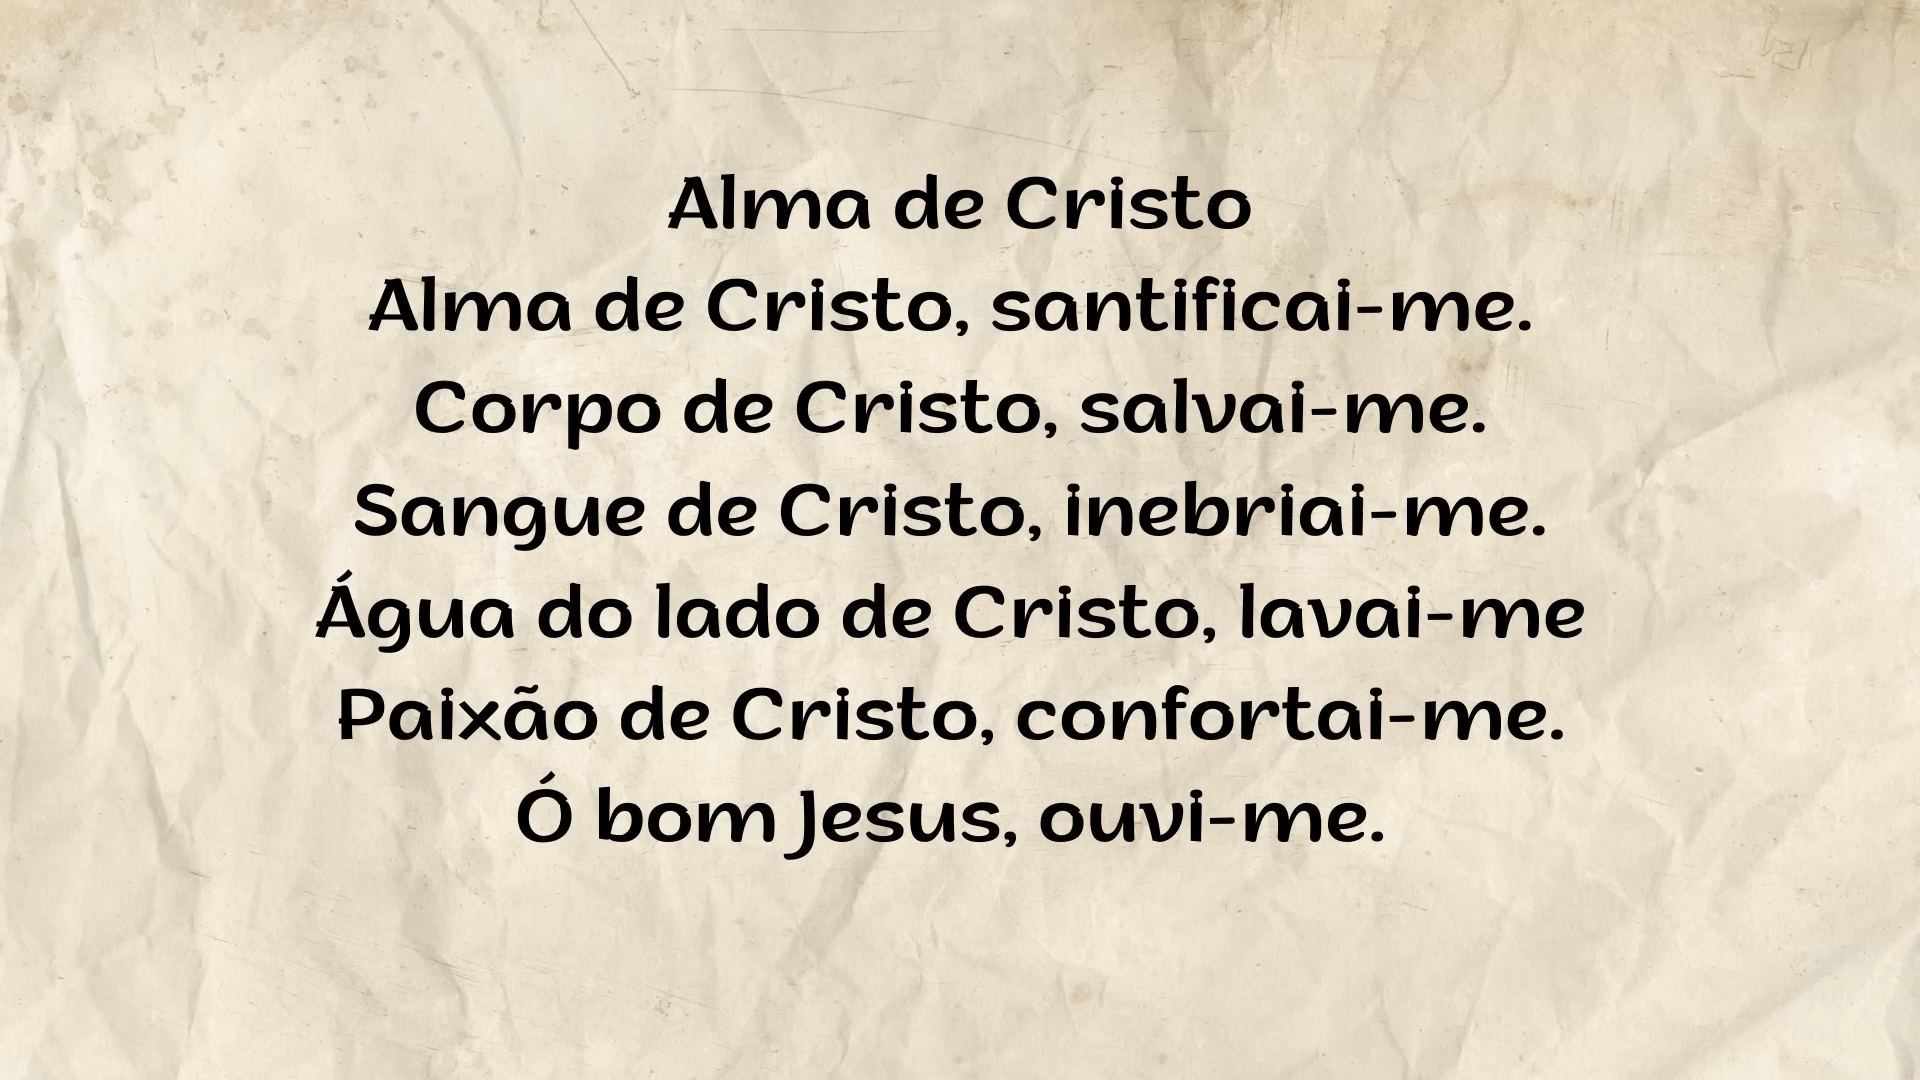 Alma de Cristo
Alma de Cristo, santificai-me.
Corpo de Cristo, salvai-me.
Sangue de Cristo, inebriai-me.
Água do lado de Cristo, lavai-me
Paixão de Cristo, confortai-me.
Ó bom Jesus, ouvi-me.